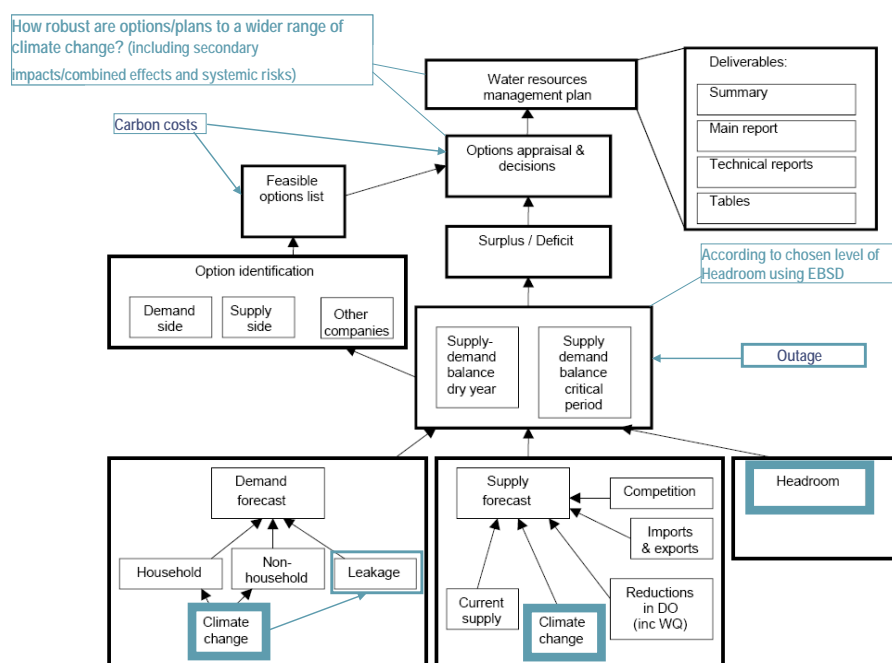 How robust are options/plans to a wider range of
climate change? (including secondary
impacts/combined effects and systemic risks)
Water resources
management plan
Deliverables:
Summary
Main report
Technical reports
Tables
Carbon costs
Options appraisal &
decisions
Feasible
options list
Surplus / Deficit
According to chosen level of
Headroom using EBSD
Option identification
Demand
side
Supply
side
Other
companies
Supply-
demand
balance
dry year
Supply
demand
balance
critical
period
Outage
Demand
forecast
Household
Non-
household
Leakage
Climate
change
Supply
forecast
Competition
Imports
& exports
Current
supply
Climate
change
Reductions
in DO
(inc WQ)
Headroom